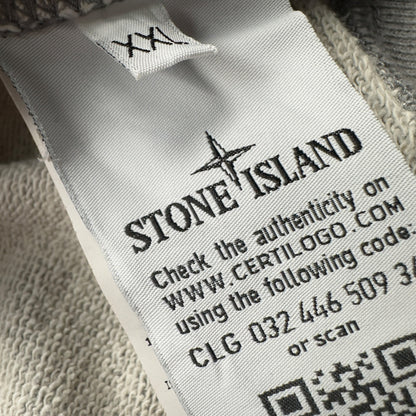 XXL
STONE ISLAND
Check the authenticity on
WWW.CERTILOGO.COM
using the following code:
CLG 032 446 509 34
or scan